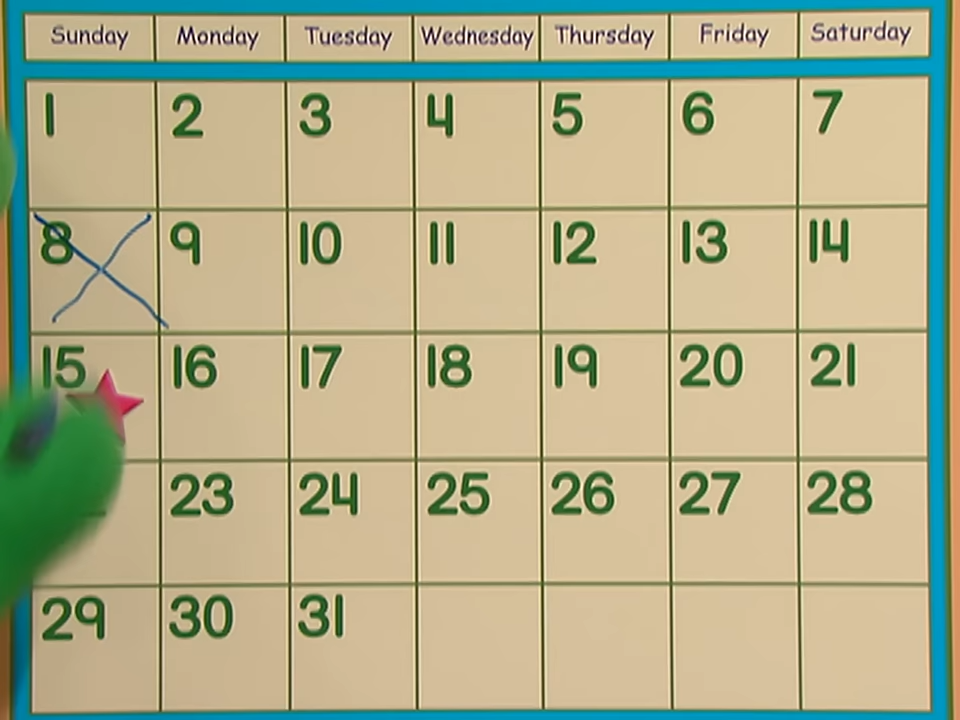 Sunday Monday Tuesday Wednesday Thursday Friday Saturday
1 2 3 4 5 6 7
8 9 10 11 12 13 14
15 16 17 18 19 20 21
23 24 25 26 27 28
29 30 31